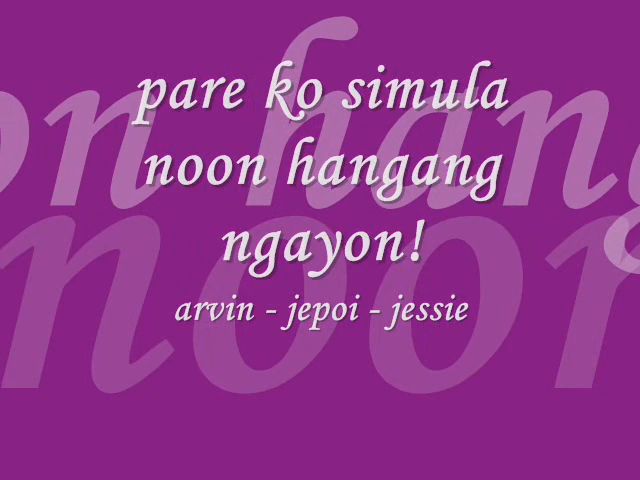 pare ko simula
noon hangang
ngayon!
arvin - jepoi - jessie